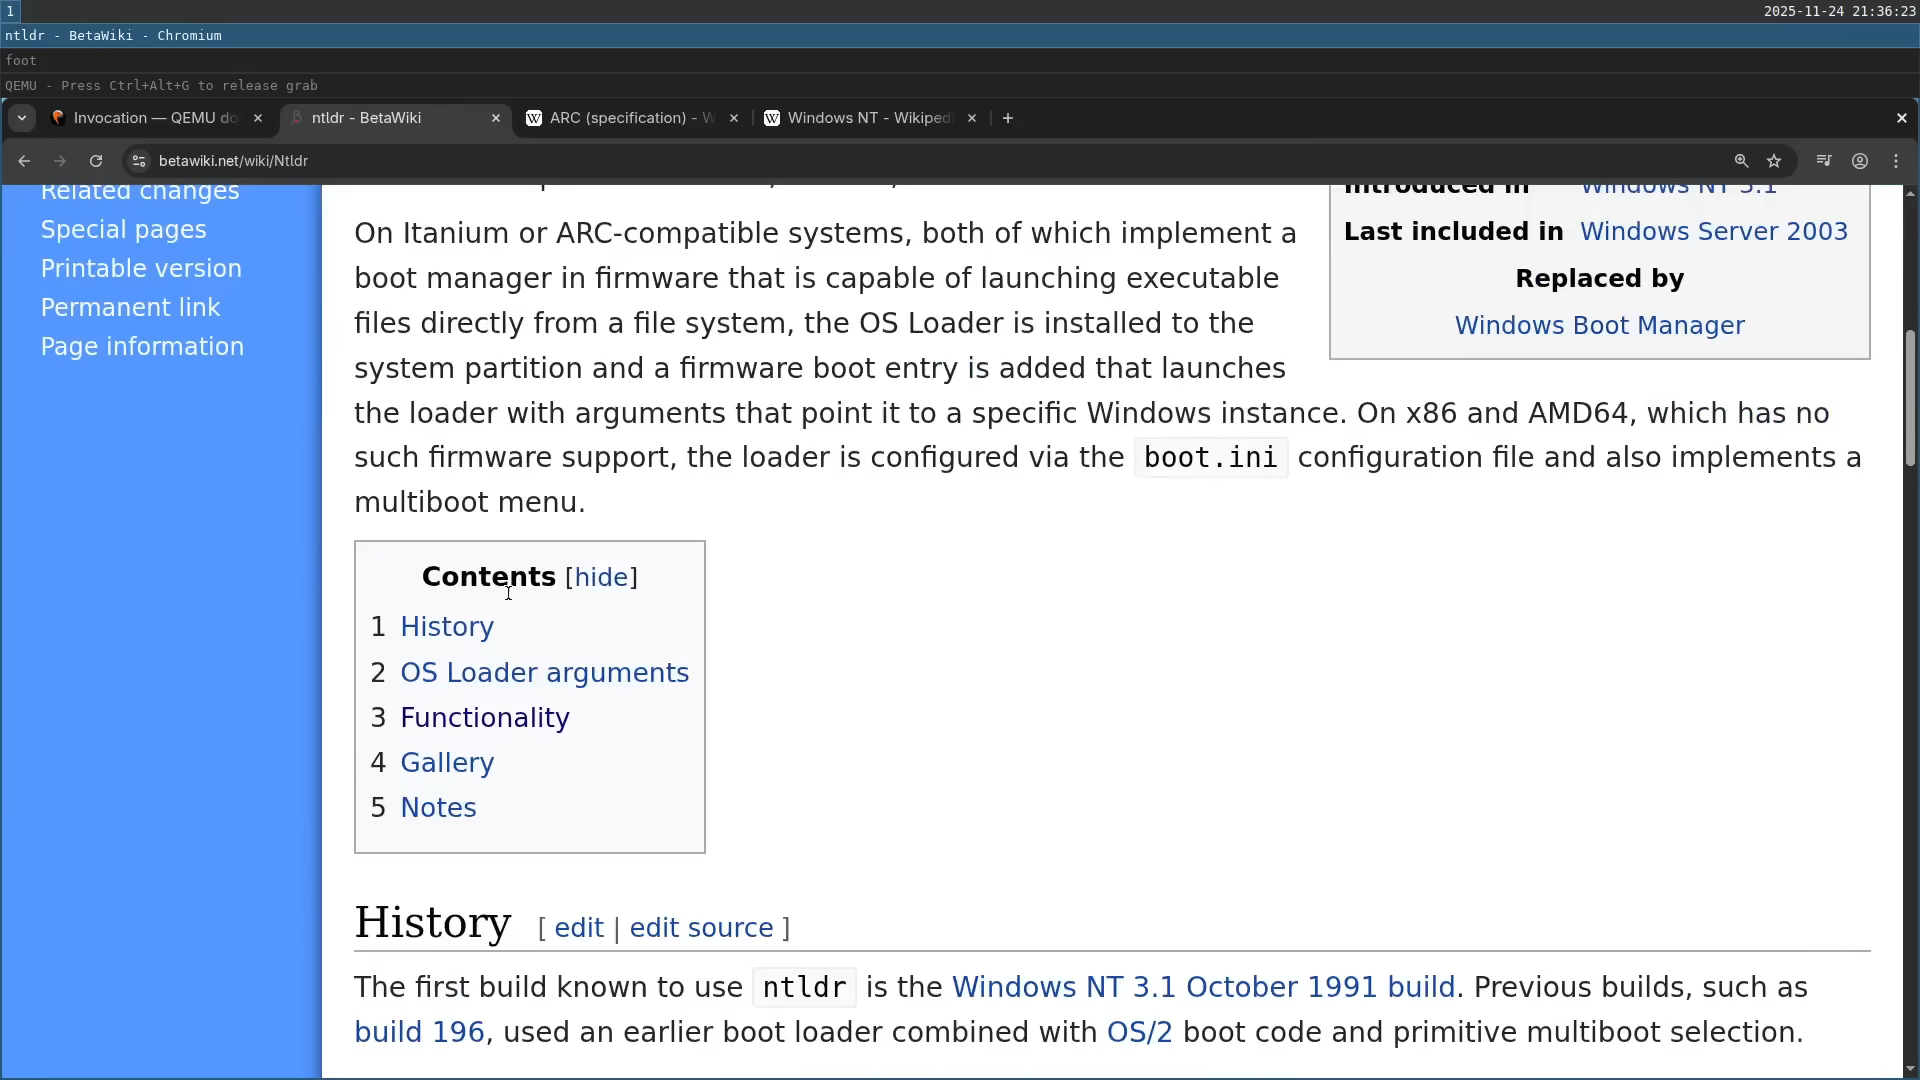 1
2025-11-24 21:36:23
ntldr - BetaWiki - Chromium
foot
QEMU - Press Ctrl+Alt+G to release grab
Invocation — QEMU do
ntldr - BetaWiki
ARC (specification) - W
Windows NT - Wikiped
betawiki.net/wiki/Ntldr
Related changes
Special pages
Printable version
Permanent link
Page information
Introduced in Windows NT 3.1
Last included in Windows Server 2003
Replaced by
Windows Boot Manager
On Itanium or ARC-compatible systems, both of which implement a
boot manager in firmware that is capable of launching executable
files directly from a file system, the OS Loader is installed to the
system partition and a firmware boot entry is added that launches
the loader with arguments that point it to a specific Windows instance. On x86 and AMD64, which has no
such firmware support, the loader is configured via the boot.ini configuration file and also implements a
multiboot menu.
Contents [hide]
1 History
2 OS Loader arguments
3 Functionality
4 Gallery
5 Notes
History [ edit | edit source ]
The first build known to use ntldr is the Windows NT 3.1 October 1991 build. Previous builds, such as
build 196, used an earlier boot loader combined with OS/2 boot code and primitive multiboot selection.